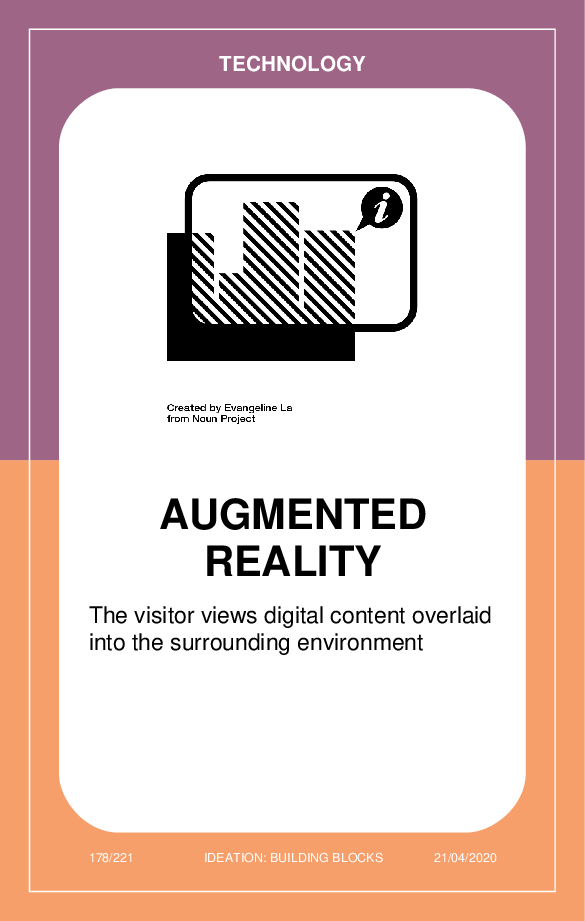 TECHNOLOGY
i
Created by Evangeline La
from Noun Project
AUGMENTED
REALITY
The visitor views digital content overlaid
into the surrounding environment
178/221 IDEATION: BUILDING BLOCKS 21/04/2020